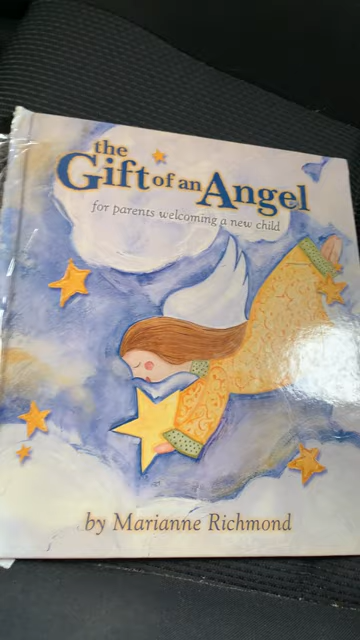 the
Gift of an Angel
for parents welcoming a new child
by Marianne Richmond